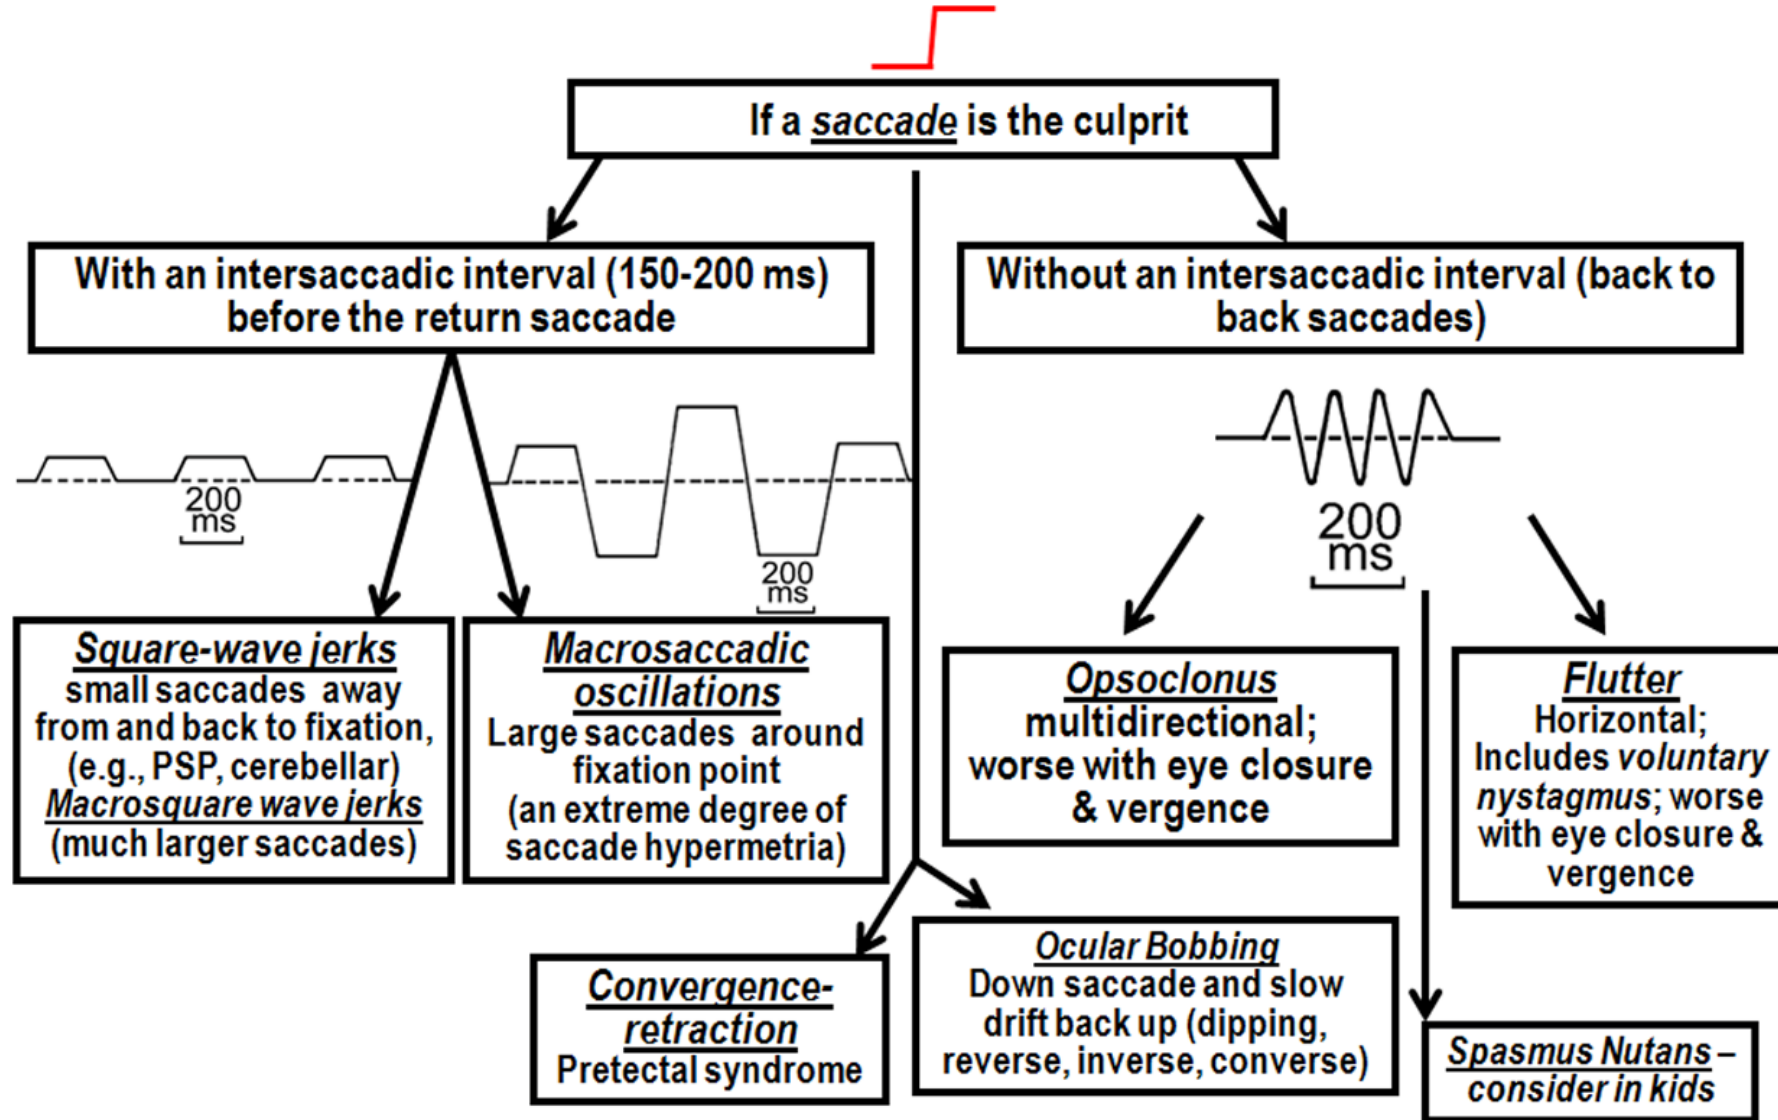 If a saccade is the culprit
With an intersaccadic interval (150-200 ms)
before the return saccade
Without an intersaccadic interval (back to
back saccades)
200
ms
200
ms
200
ms
Square-wave jerks
small saccades away
from and back to fixation,
(e.g., PSP, cerebellar)
Macrosquare wave jerks
(much larger saccades)
Macrosaccadic
oscillations
Large saccades around
fixation point
(an extreme degree of
saccade hypermetria)
Opsoclonus
multidirectional;
worse with eye closure
& vergence
Flutter
Horizontal;
Includes voluntary
nystagmus; worse
with eye closure &
vergence
Convergence-
retraction
Pretectal syndrome
Ocular Bobbing
Down saccade and slow
drift back up (dipping,
reverse, inverse, converse)
Spasmus Nutans –
consider in kids